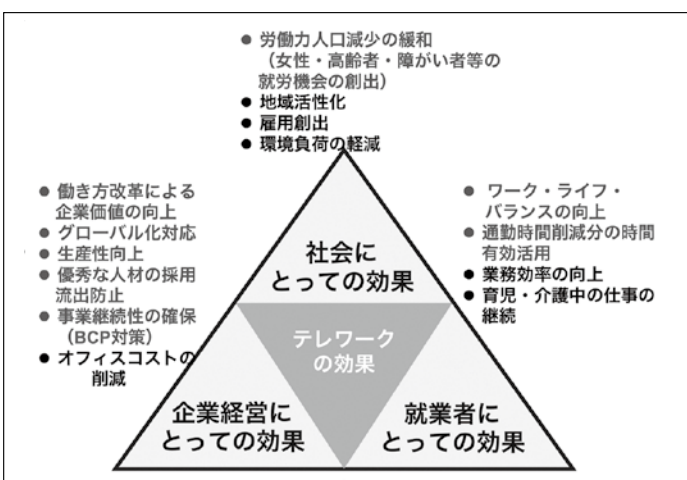 ● 労働力人口減少の緩和
（女性・高齢者・障がい者等の
就労機会の創出）
● 地域活性化
● 雇用創出
● 環境負荷の軽減
● 働き方改革による
企業価値の向上
● グローバル化対応
● 生産性向上
● 優秀な人材の採用
流出防止
● 事業継続性の確保
（BCP対策）
● オフィスコストの
削減
● ワーク・ライフ・
バランスの向上
● 通勤時間削減分の時間
有効活用
● 業務効率の向上
● 育児・介護中の仕事の
継続
社会に
とっての効果
テレワーク
の効果
企業経営に
とっての効果
就業者に
とっての効果